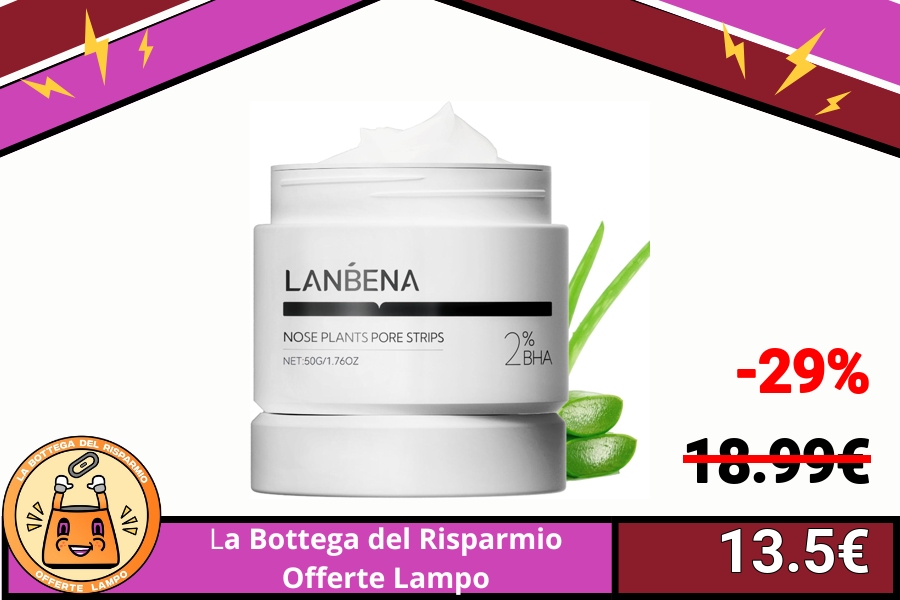 LANBENA
NOSE PLANTS PORE STRIPS
NET:50G/1.76OZ
2% BHA
-29%
18.99€
13.5€
LA BOTTEGA DEL RISPARMIO
OFFERTE LAMPO
La Bottega del Risparmio
Offerte Lampo